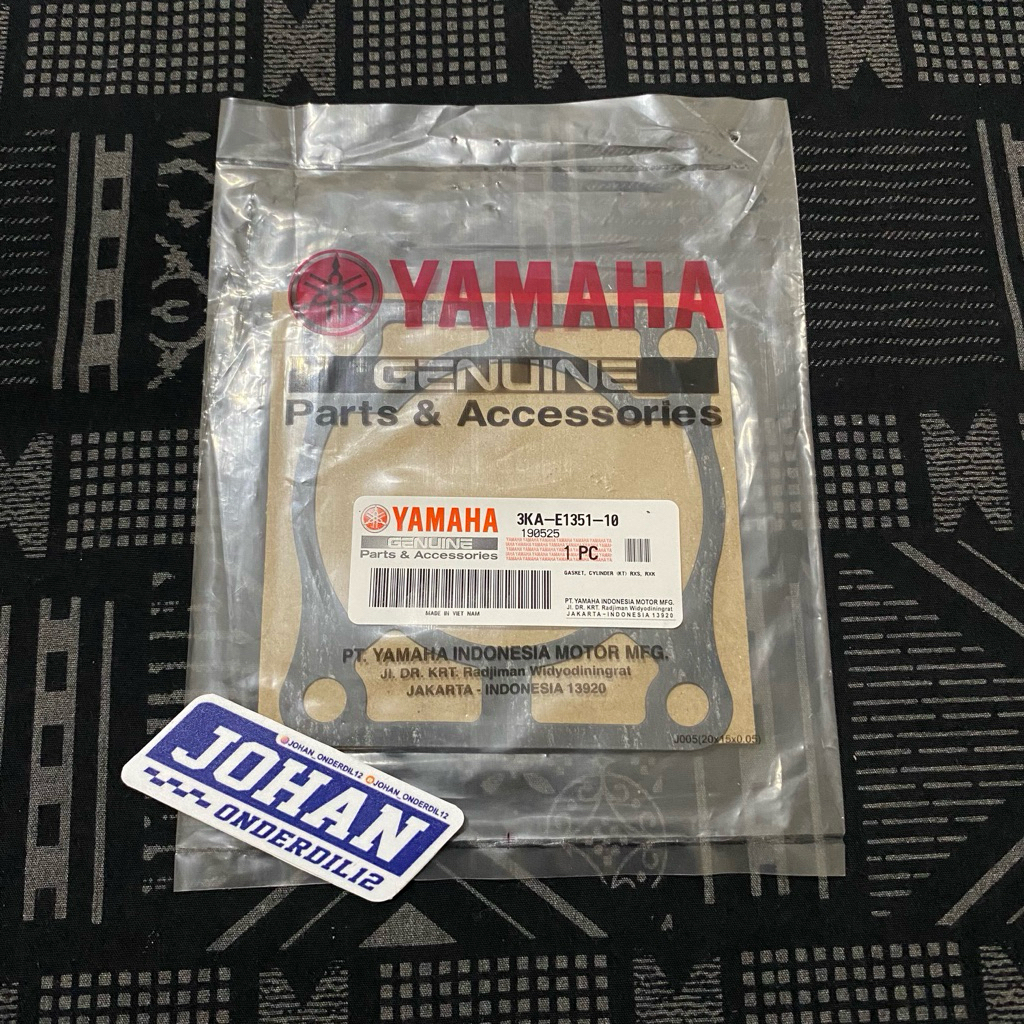 YAMAHA
GENUINE
Parts & Accessories
YAMAHA
GENUINE
Parts & Accessories
3KA-E1351-10
190525
1 PC
GASKET, CYLINDER (KT) RXS, RXK
MADE IN VIET NAM
PT. YAMAHA INDONESIA MOTOR MFG.
Jl. DR. KRT. Radjiman Widyodiningrat
JAKARTA - INDONESIA 13920
PT. YAMAHA INDONESIA MOTOR MFG.
Jl. DR. KRT. Radjiman Widyodiningrat
JAKARTA - INDONESIA 13920
J005(20x15x0.05)
JOHAN_ONDERDIL12
JOHAN_ONDERDIL12
JOHAN
ONDERDIL12